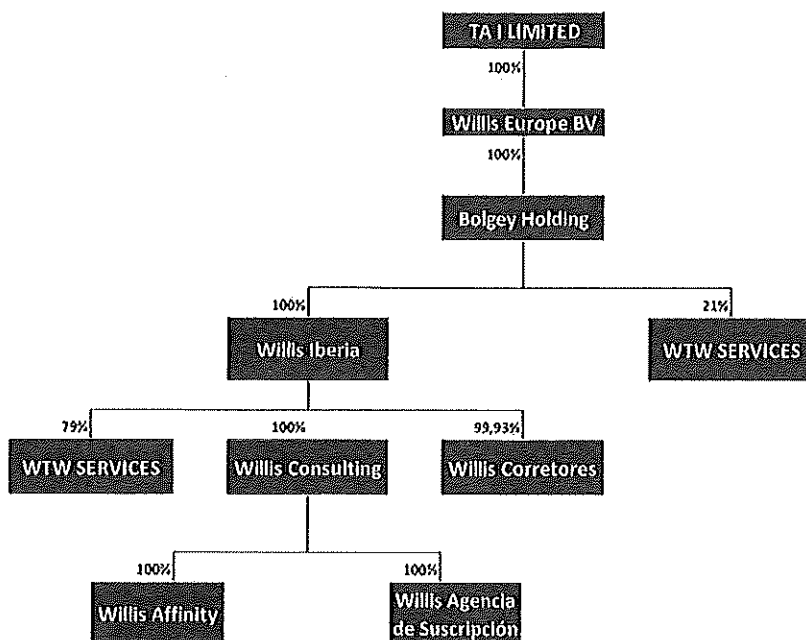 TA I LIMITED
100%
Willis Europe BV
100%
Bolgey Holding
100%
21%
Willis Iberia
WTW SERVICES
79%
100%
99,93%
WTW SERVICES
Willis Consulting
Willis Corretores
100%
100%
Willis Affinity
Willis Agencia
de Suscripción